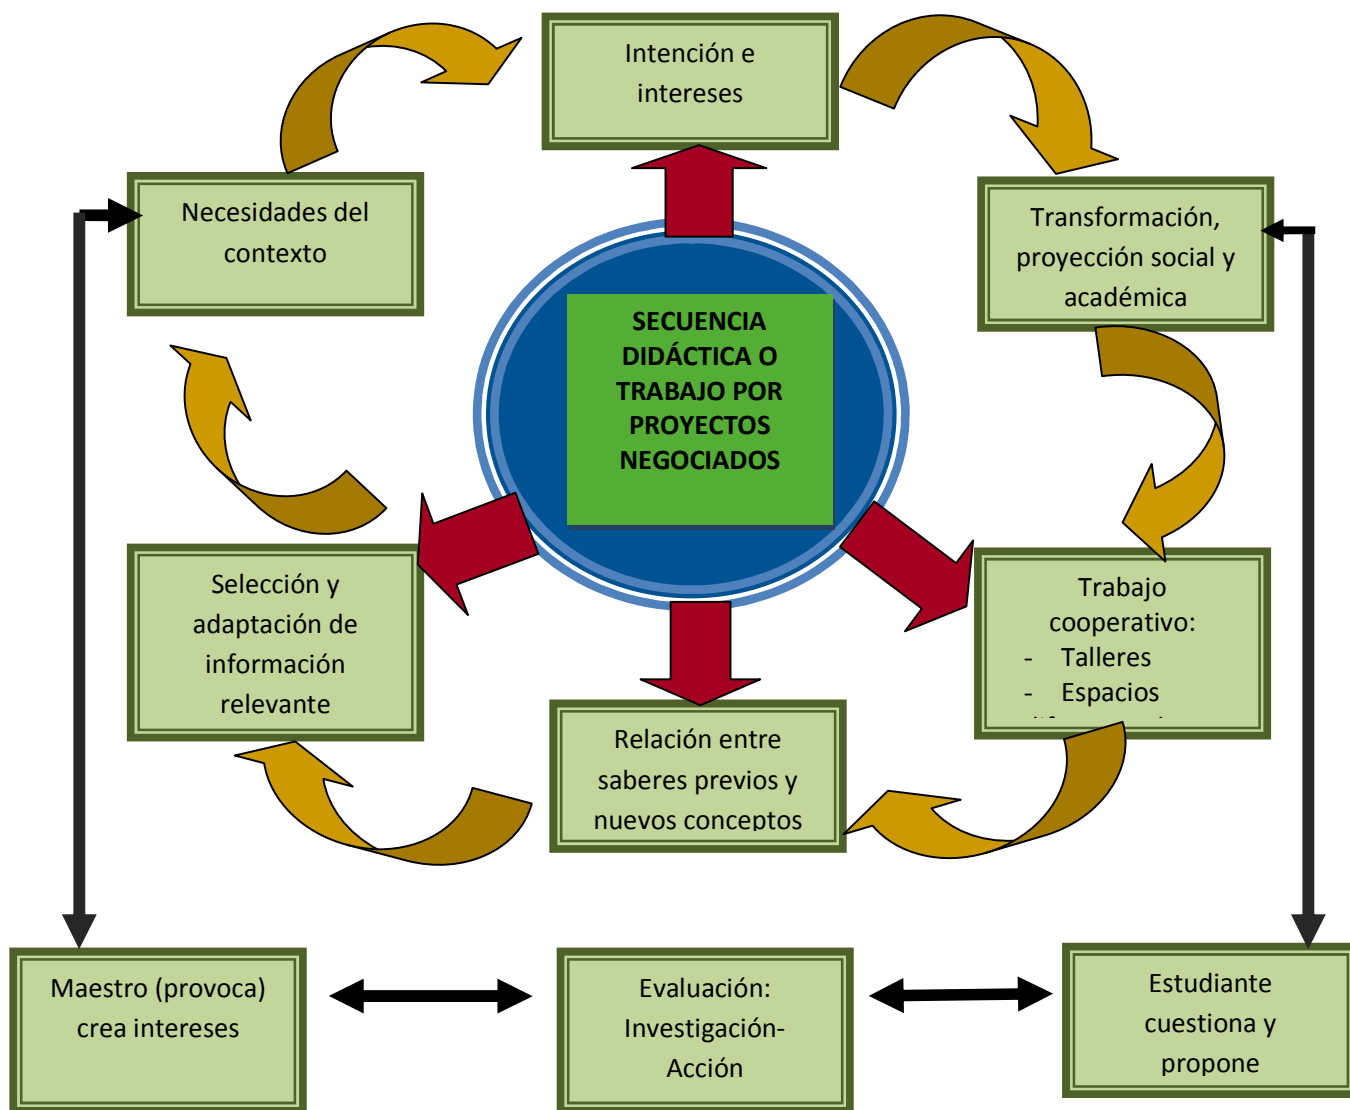 Intención e
intereses
Necesidades del
contexto
Transformación,
proyección social y
académica
SECUENCIA
DIDÁCTICA O
TRABAJO POR
PROYECTOS
NEGOCIADOS
Selección y
adaptación de
información
relevante
Trabajo
cooperativo:
- Talleres
- Espacios
Relación entre
saberes previos y
nuevos conceptos
Maestro (provoca)
crea intereses
Evaluación:
Investigación-
Acción
Estudiante
cuestiona y
propone